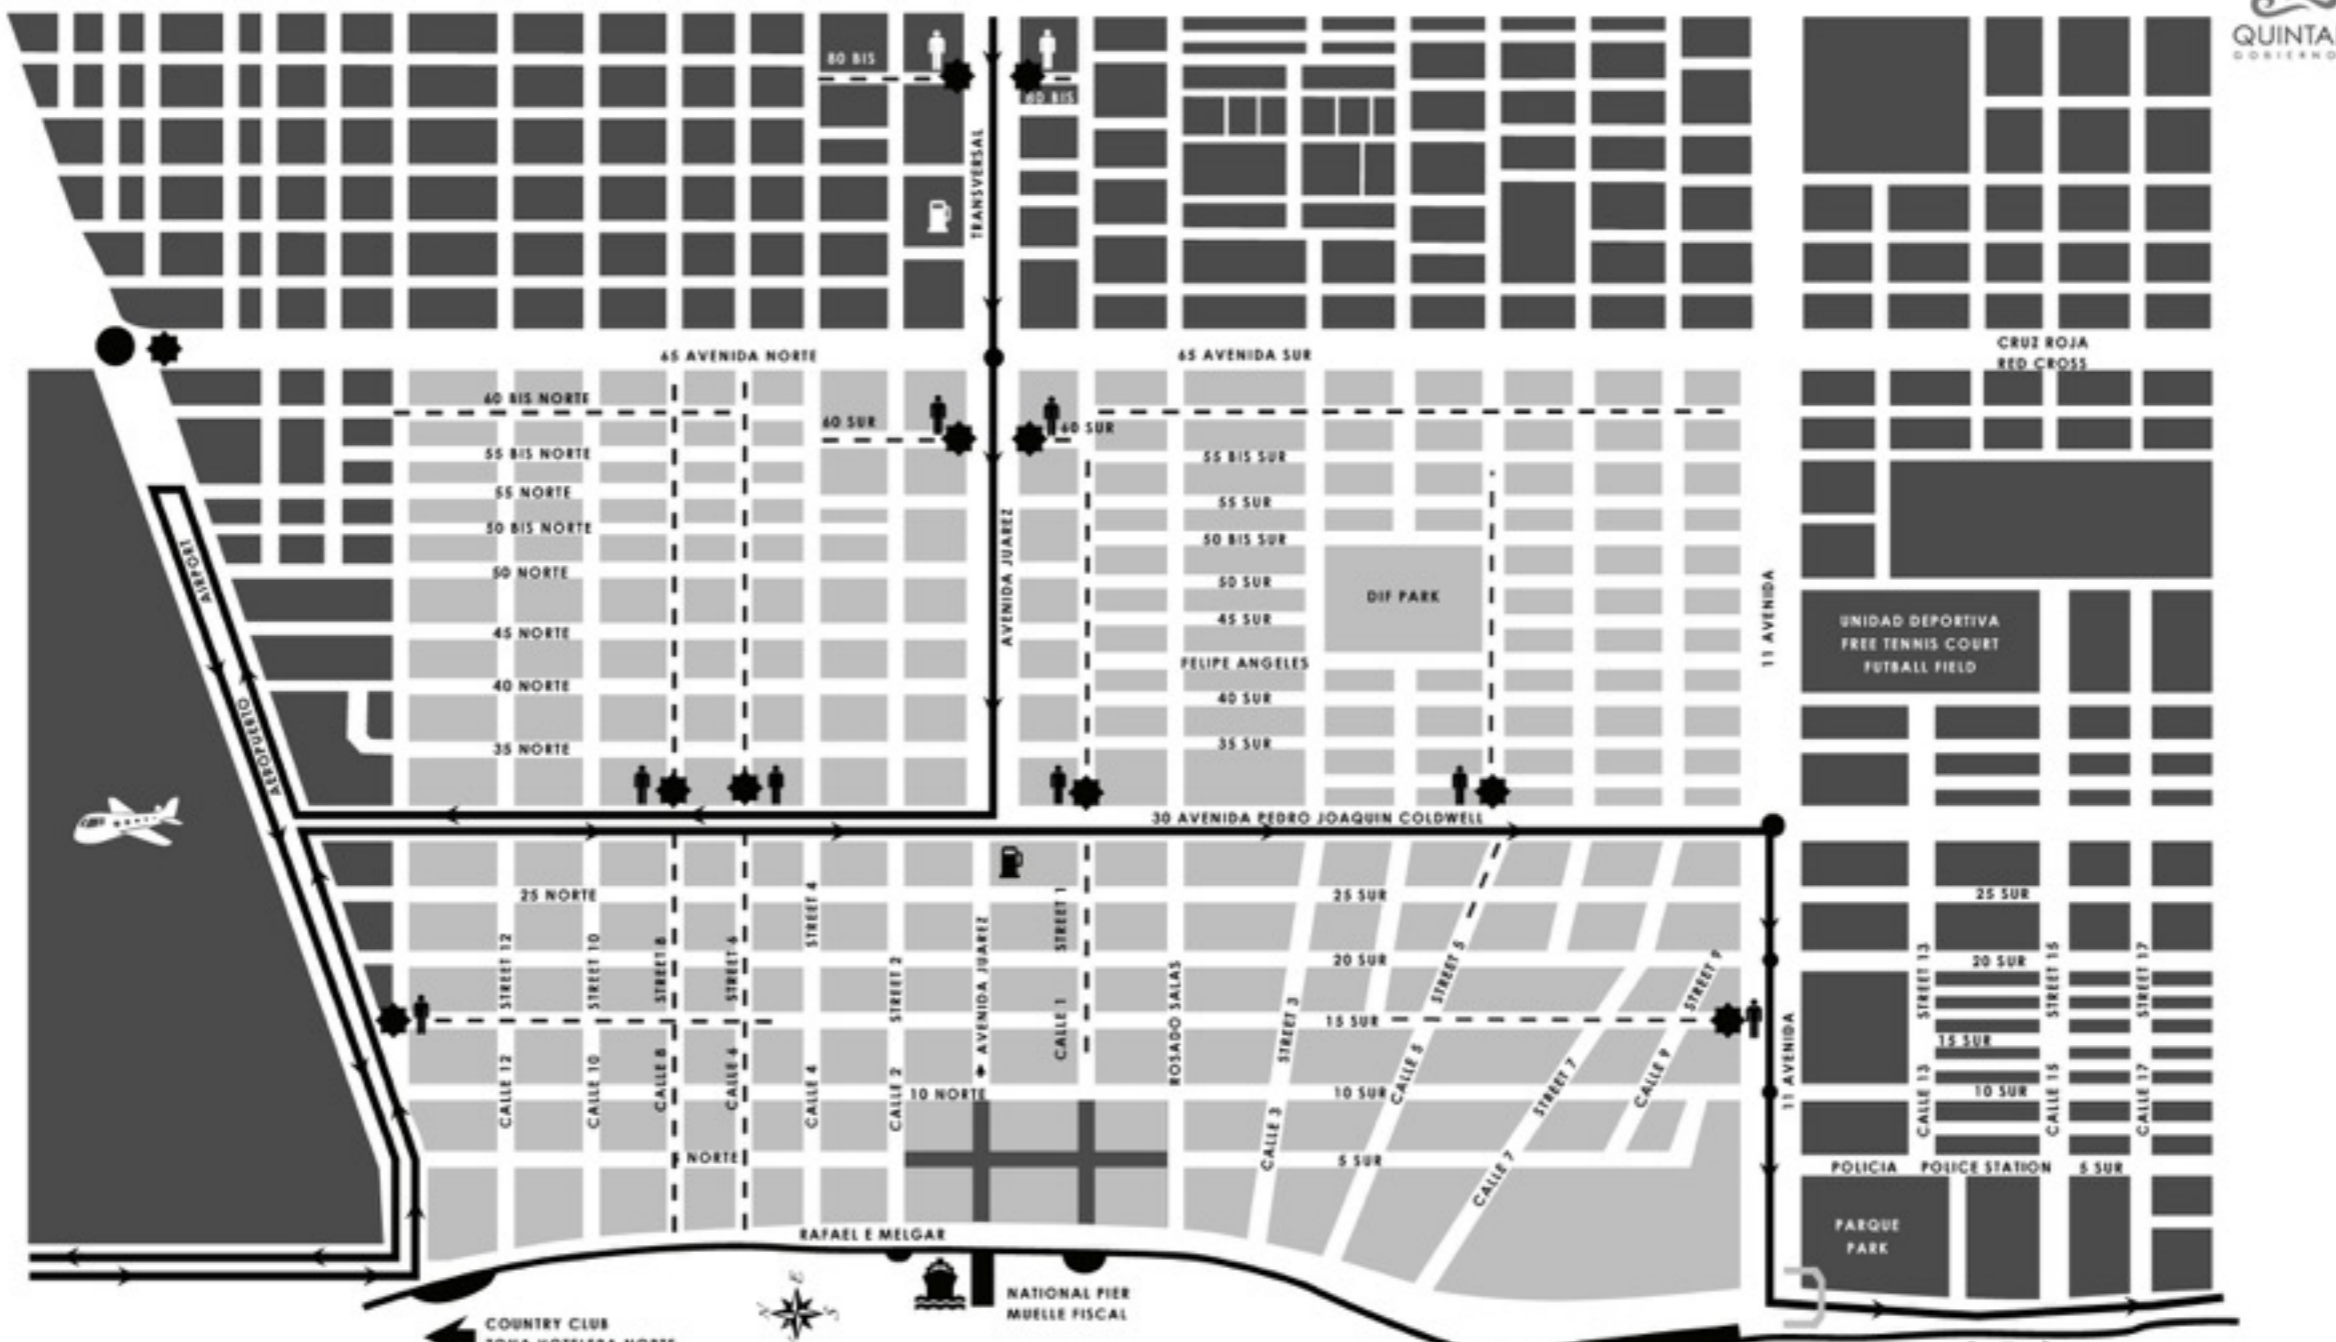 QUINTA
GOBIERNO
80 BIS
80 BIS
TRANSVERSAL
65 AVENIDA NORTE
65 AVENIDA SUR
CRUZ ROJA
RED CROSS
60 BIS NORTE
60 SUR
60 SUR
55 BIS NORTE
55 BIS SUR
55 NORTE
55 SUR
50 BIS NORTE
50 BIS SUR
50 NORTE
50 SUR
AIRPORT
AVENIDA JUAREZ
DIF PARK
11 AVENIDA
45 NORTE
45 SUR
UNIDAD DEPORTIVA
FREE TENNIS COURT
FUTBALL FIELD
FELIPE ANGELES
40 NORTE
40 SUR
AEROPUERTO
35 NORTE
35 SUR
30 AVENIDA PEDRO JOAQUIN COLDWELL
25 NORTE
25 SUR
25 SUR
STREET 12
STREET 10
STREET 8
STREET 6
STREET 4
STREET 2
AVENIDA JUAREZ
STREET 1
20 SUR
20 SUR
STREET 3
STREET 5
STREET 9
STREET 13
STREET 15
STREET 17
ROSADO SALAS
CALLE 1
15 SUR
15 SUR
11 AVENIDA
CALLE 12
CALLE 10
CALLE 8
CALLE 6
CALLE 4
CALLE 2
10 NORTE
10 SUR
10 SUR
CALLE 3
CALLE 5
STREET 7
CALLE 9
CALLE 13
CALLE 15
CALLE 17
NORTE
5 SUR
CALLE 7
POLICIA
POLICE STATION
5 SUR
RAFAEL E MELGAR
PARQUE
PARK
N
E
S
NATIONAL PIER
MUELLE FISCAL
COUNTRY CLUB
ZONA HOTELERA NORTE